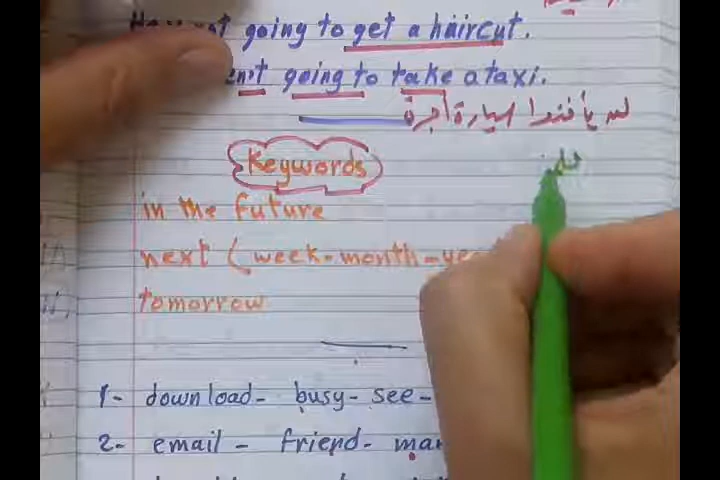 going to get a haircut.
going to take a taxi.
لن يأخذوا سيارة أجرة
Keywords
in the future
next (week-month-
tomorrow
1- download- busy- see-
2- email - friend-